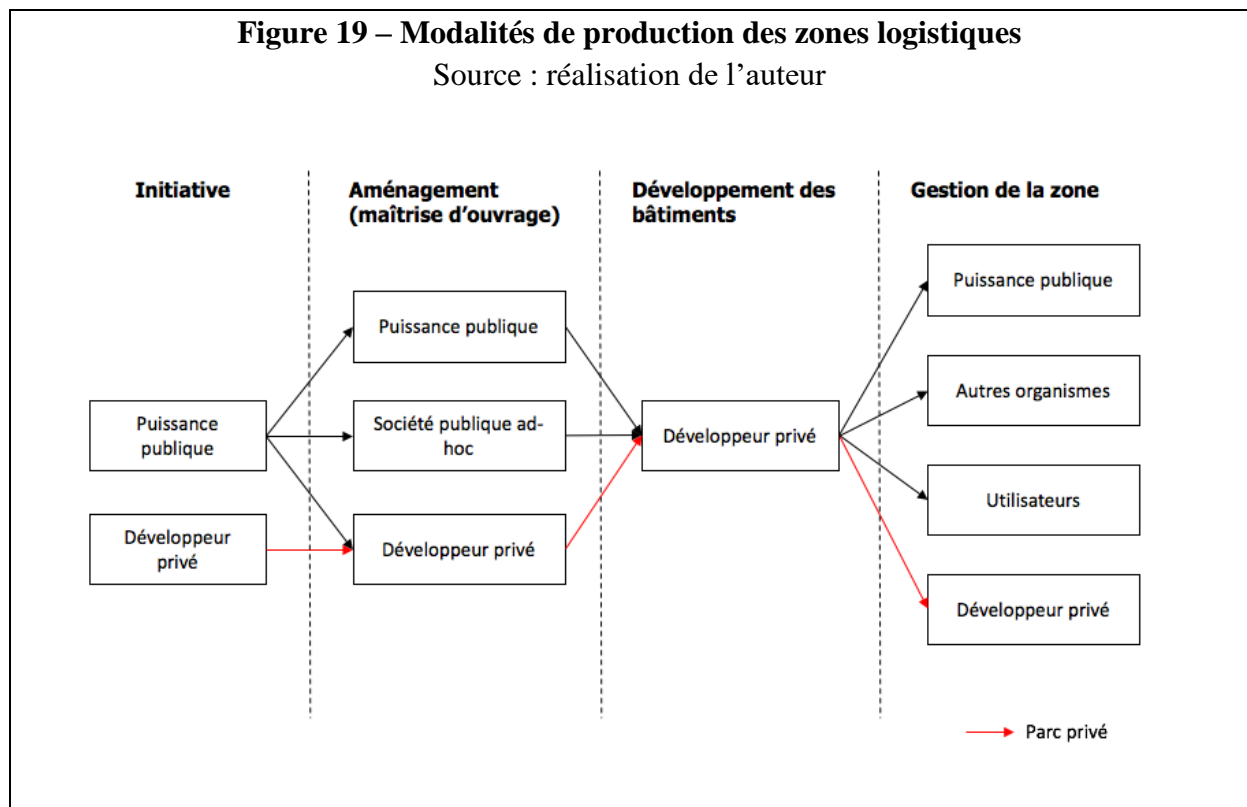 Figure 19 – Modalités de production des zones logistiques
Source : réalisation de l'auteur
Initiative
Aménagement
(maîtrise d'ouvrage)
Développement des
bâtiments
Gestion de la zone
Puissance
publique
Développeur
privé
Puissance publique
Société publique ad-
hoc
Développeur privé
Développeur privé
Puissance publique
Autres organismes
Utilisateurs
Développeur privé
Parc privé